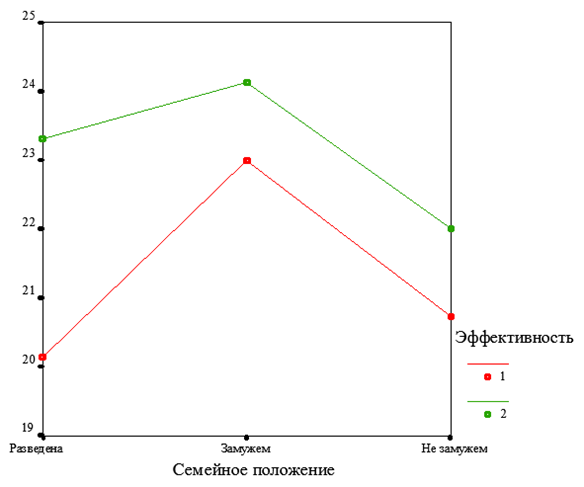 25
24
23
22
21
20
19
Разведена
Замужем
Не замужем
Семейное положение
Эффективность
1
2